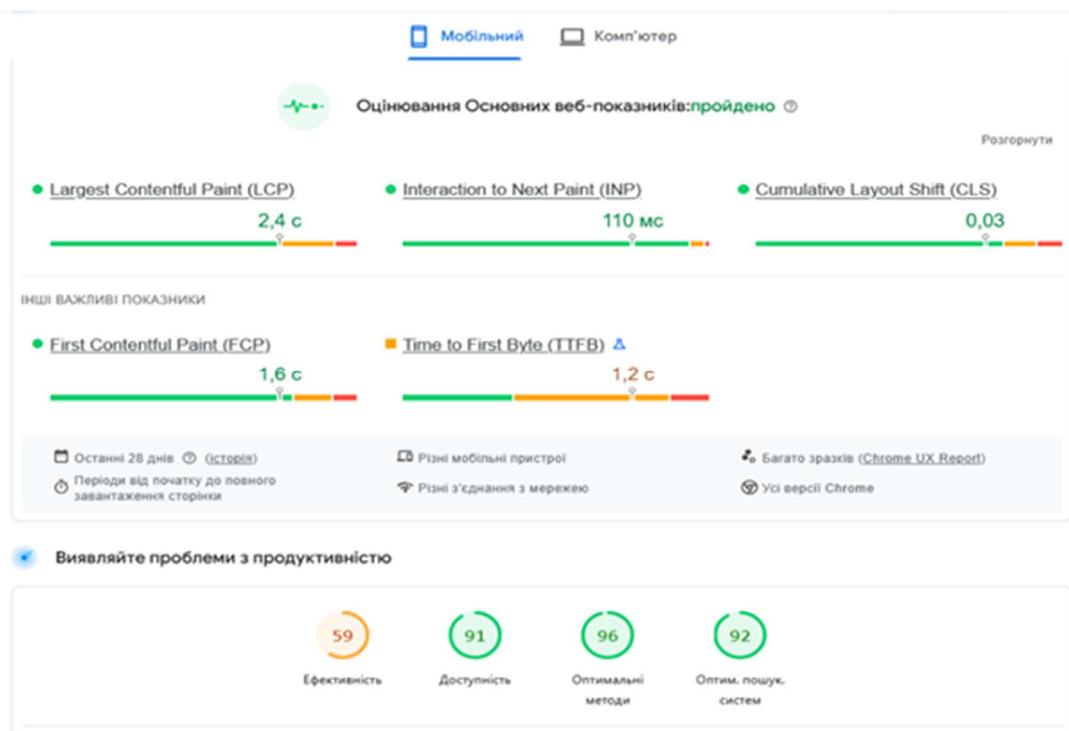 Мобільний
Комп'ютер
Оцінювання Основних веб-показників:пройдено
Розгорнути
Largest Contentful Paint (LCP)
2,4 с
Interaction to Next Paint (INP)
110 мс
Cumulative Layout Shift (CLS)
0,03
ІНШІ ВАЖЛИВІ ПОКАЗНИКИ
First Contentful Paint (FCP)
1,6 с
Time to First Byte (TTFB)
1,2 с
Останні 28 днів (історія)
Різні мобільні пристрої
Багато зразків (Chrome UX Report)
Періоди від початку до повного
завантаження сторінки
Різні з'єднання з мережею
Усі версії Chrome
Виявляйте проблеми з продуктивністю
59
91
96
92
Ефективність
Доступність
Оптимальні
методи
Оптим. пошук.
систем